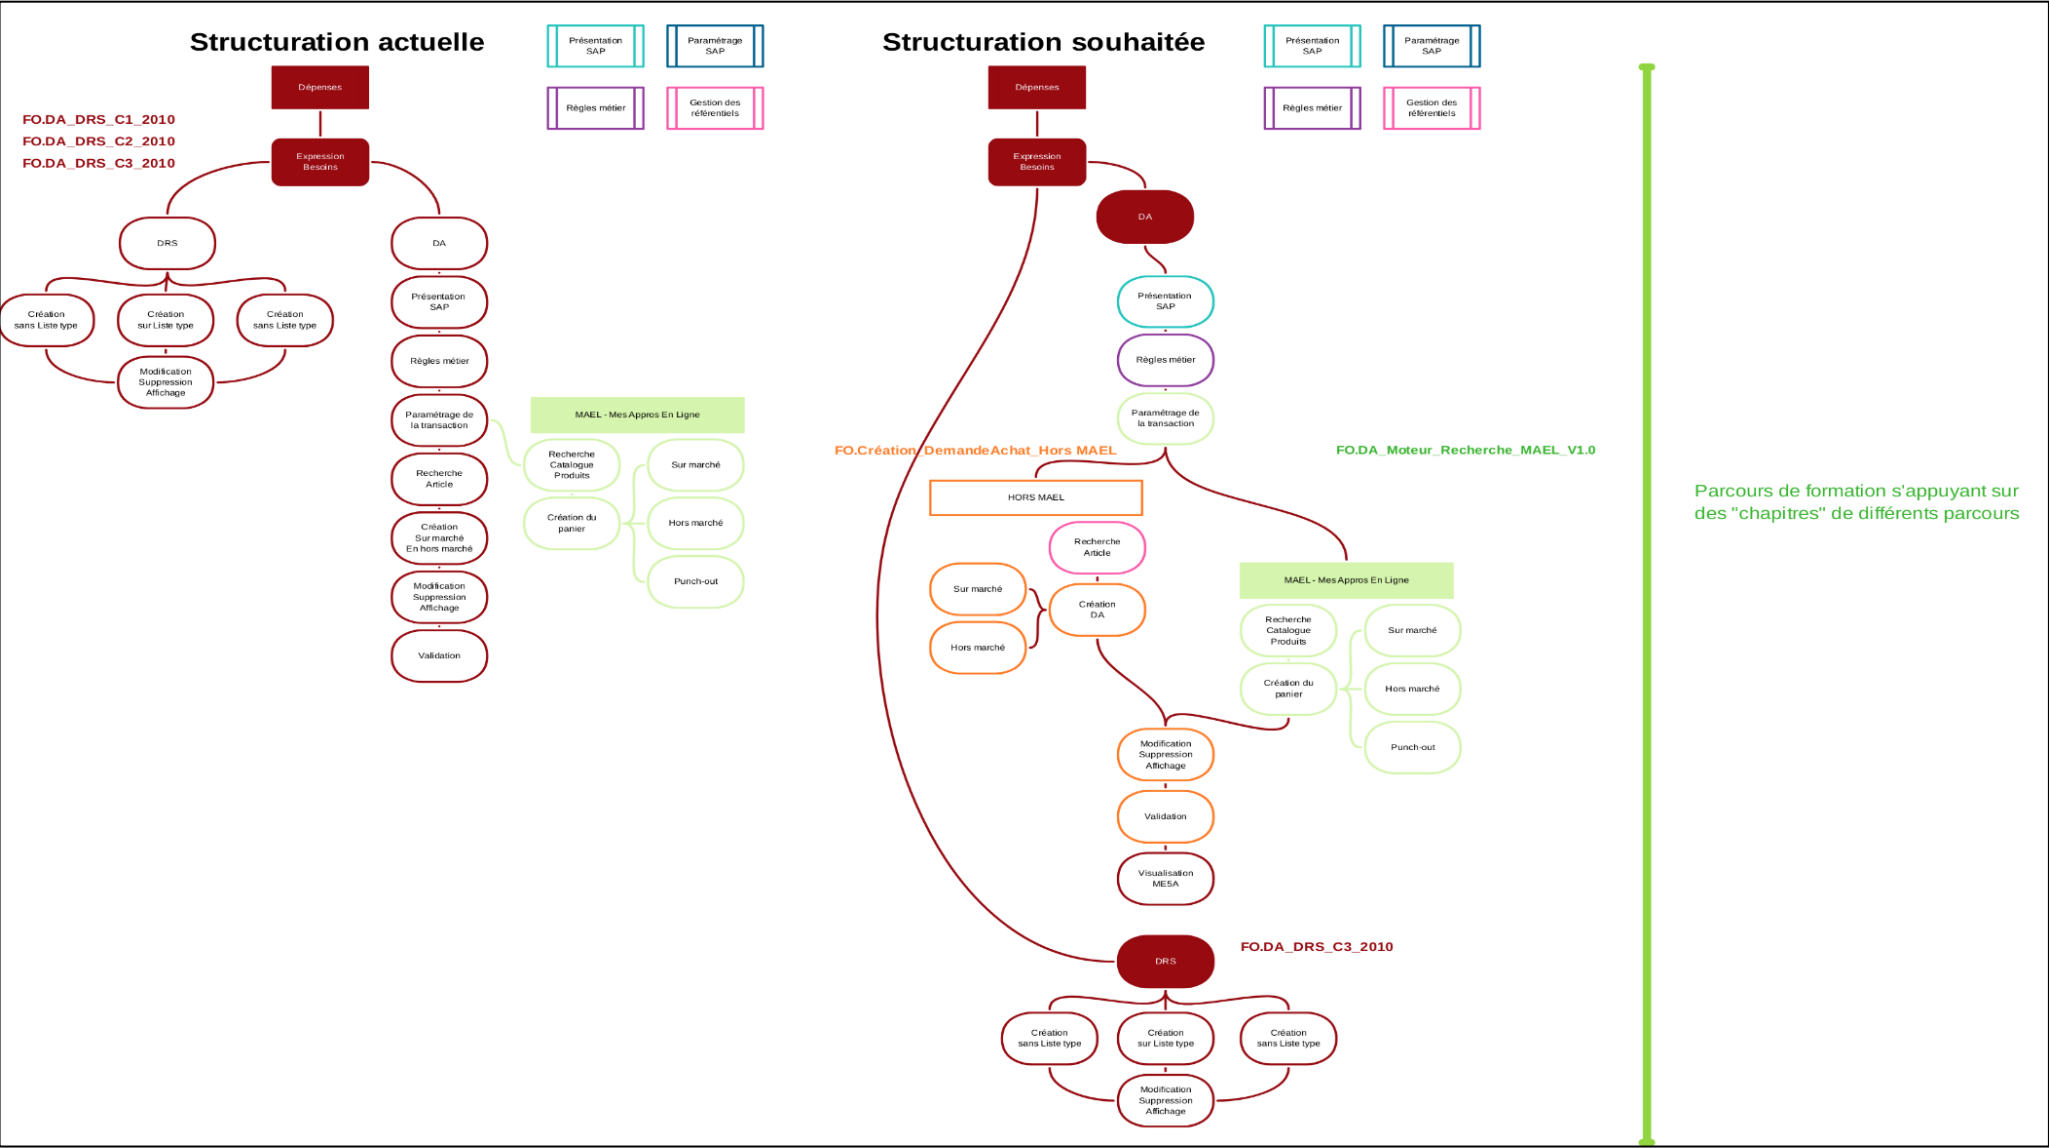 Structuration actuelle
Présentation
SAP
Paramétrage
SAP
Règles métier
Gestion des
référentiels
Dépenses
FO.DA_DRS_C1_2010
FO.DA_DRS_C2_2010
FO.DA_DRS_C3_2010
Expression
Besoins
DRS
Création
sans Liste type
Création
sur Liste type
Création
sans Liste type
Modification
Suppression
Affichage
DA
Présentation
SAP
Règles métier
Paramétrage de
la transaction
Recherche
Article
Création
Sur marché
En hors marché
Modification
Suppression
Affichage
Validation
MAEL - Mes Appros En Ligne
Recherche
Catalogue
Produits
Création du
panier
Sur marché
Hors marché
Punch-out
Structuration souhaitée
Présentation
SAP
Paramétrage
SAP
Règles métier
Gestion des
référentiels
Dépenses
Expression
Besoins
DA
Présentation
SAP
Règles métier
Paramétrage de
la transaction
FO.Création_DemandeAchat_Hors MAEL
FO.DA_Moteur_Recherche_MAEL_V1.0
HORS MAEL
Recherche
Article
Sur marché
Hors marché
Création
DA
MAEL - Mes Appros En Ligne
Recherche
Catalogue
Produits
Création du
panier
Sur marché
Hors marché
Punch-out
Modification
Suppression
Affichage
Validation
Visualisation
ME5A
DRS
FO.DA_DRS_C3_2010
Création
sans Liste type
Création
sur Liste type
Création
sans Liste type
Modification
Suppression
Affichage
Parcours de formation s'appuyant sur
des "chapitres" de différents parcours